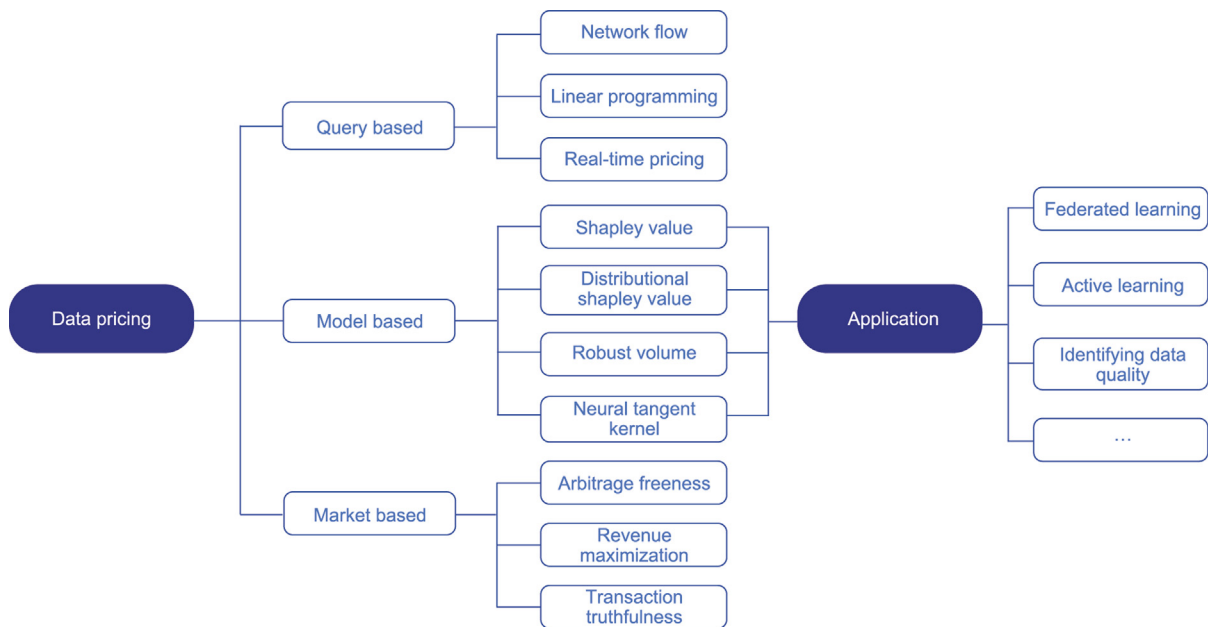 Data pricing
Query based
Network flow
Linear programming
Real-time pricing
Model based
Shapley value
Distributional
shapley value
Robust volume
Neural tangent
kernel
Market based
Arbitrage freeness
Revenue
maximization
Transaction
truthfulness
Application
Federated learning
Active learning
Identifying data
quality
...